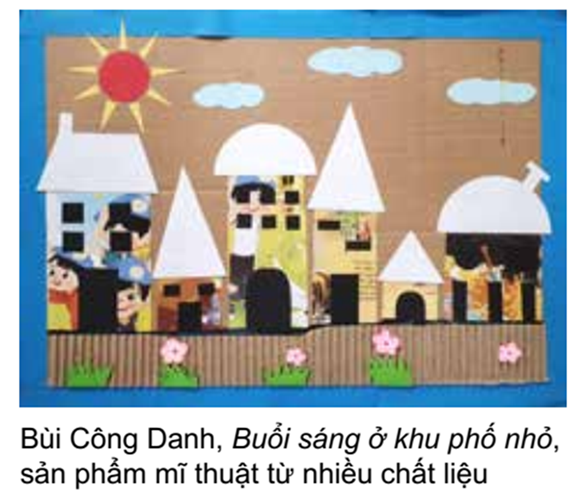 Bùi Công Danh, Buổi sáng ở khu phố nhỏ,
sản phẩm mĩ thuật từ nhiều chất liệu